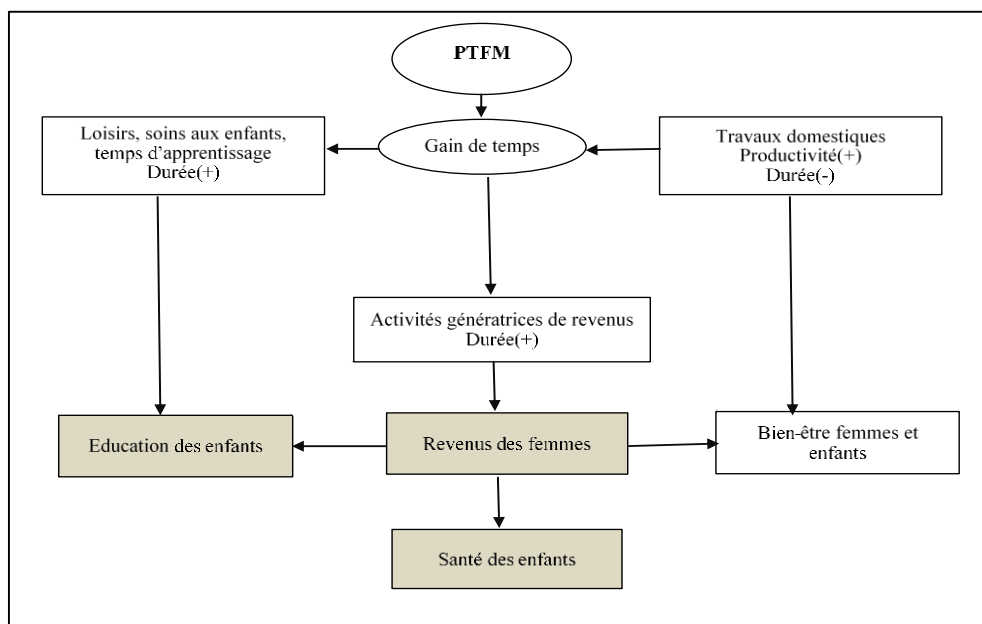 PTFM
Loisirs, soins aux enfants,
temps d'apprentissage
Durée(+)
Gain de temps
Travaux domestiques
Productivité(+)
Durée(-)
Activités génératrices de revenus
Durée(+)
Education des enfants
Revenus des femmes
Bien-être femmes et
enfants
Santé des enfants